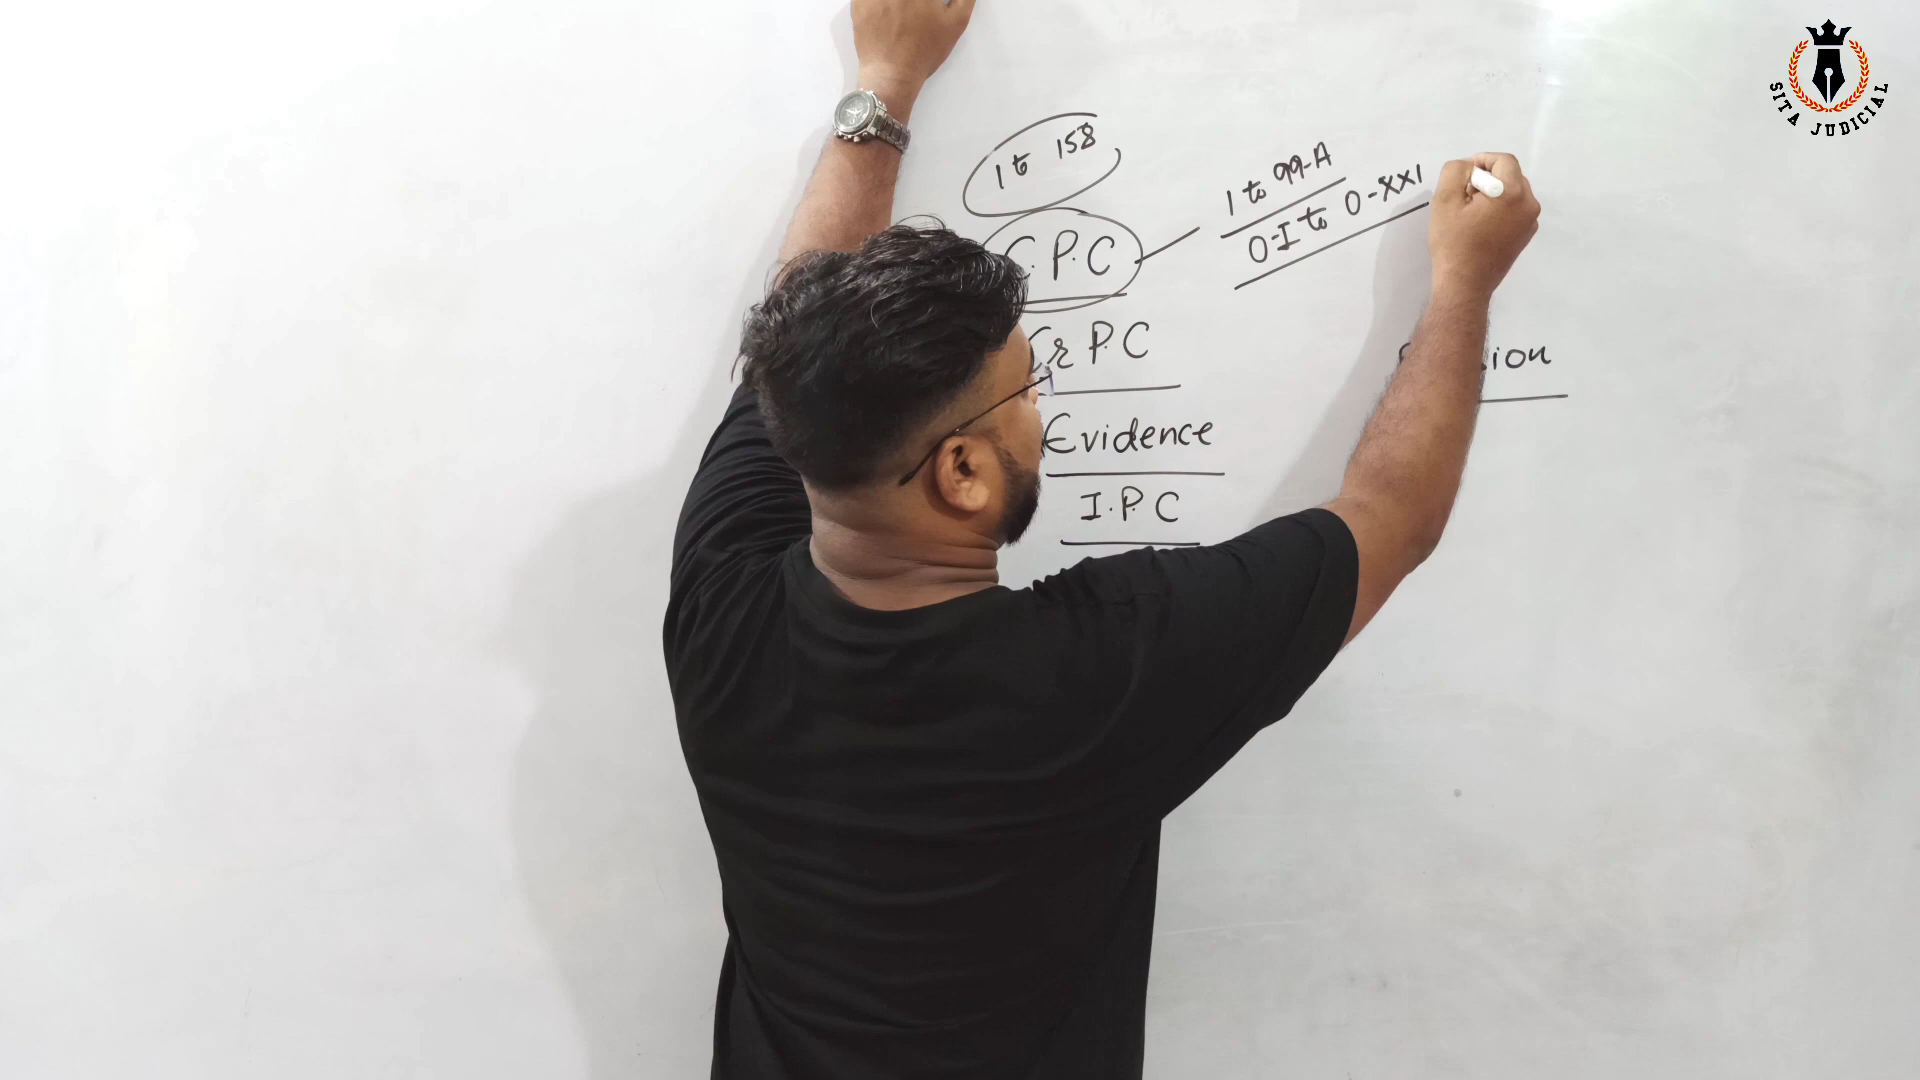 1 to 158
1 to 99-A
O-I to O-XXI
C.P.C
Cr P.C
Evidence
I.P.C
SITA JUDICIAL